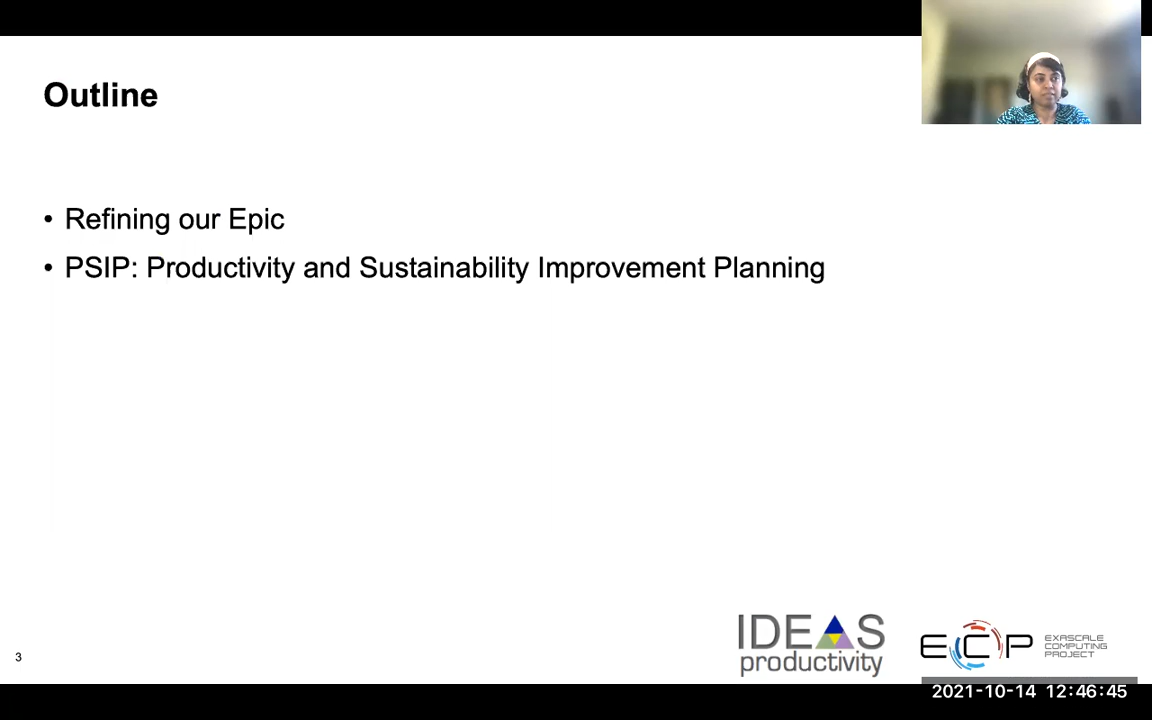 Outline
• Refining our Epic
• PSIP: Productivity and Sustainability Improvement Planning
3
IDEAS
productivity
ECP
EXASCALE
COMPUTING
PROJECT
2021-10-14 12:46:45